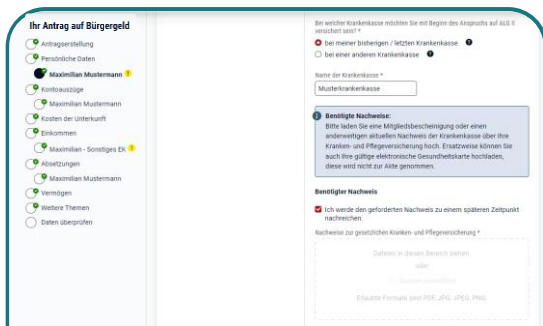 Ihr Antrag auf Bürgergeld
Antragserstellung
Persönliche Daten
Maximilian Mustermann
Kontoauszüge
Maximilian Mustermann
Kosten der Unterkunft
Einkommen
Maximilian - Sonstiges EK
Absetzungen
Maximilian Mustermann
Vermögen
Weitere Themen
Daten überprüfen
Bei welcher Krankenkasse möchten Sie mit Beginn des Anspruchs auf ALG II
versichert sein? *
bei meiner bisherigen / letzten Krankenkasse
bei einer anderen Krankenkasse
Name der Krankenkasse *
Musterkrankenkasse
Benötigte Nachweise:
Bitte laden Sie eine Mitgliedsbescheinigung oder einen
anderweitigen aktuellen Nachweis der Krankenkasse über Ihre
Kranken- und Pflegeversicherung hoch. Ersatzweise können Sie
auch Ihre gültige elektronische Gesundheitskarte hochladen,
diese wird nicht zur Akte genommen.
Benötigter Nachweis
Ich werde den geforderten Nachweis zu einem späteren Zeitpunkt
nachreichen.
Nachweise zur gesetzlichen Kranken- und Pflegeversicherung *
Dateien in diesen Bereich ziehen
oder
Erlaubte Formate sind PDF, JPG, JPEG, PNG